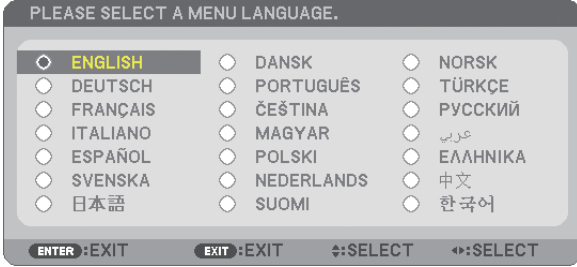 PLEASE SELECT A MENU LANGUAGE.
ENGLISH DANSK NORSK
DEUTSCH PORTUGUÊS TÜRKÇE
FRANÇAIS ČEŠTINA РУССКИЙ
ITALIANO MAGYAR عربي
ESPAÑOL POLSKI ΕΛΛΗΝΙΚΑ
SVENSKA NEDERLANDS 中文
日本語 SUOMI 한국어
ENTER:EXIT EXIT:EXIT ♦:SELECT ◂▸:SELECT